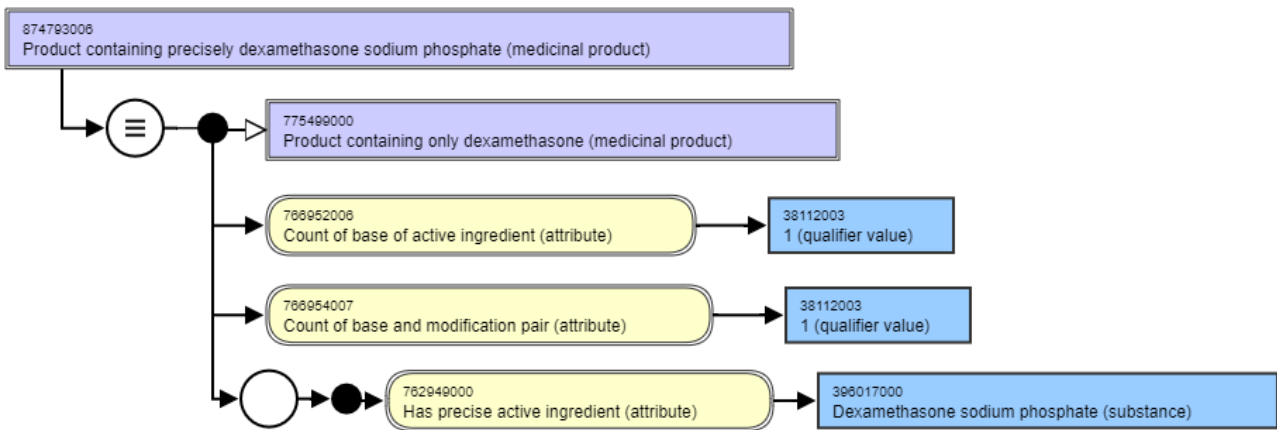 874793006
Product containing precisely dexamethasone sodium phosphate (medicinal product)
775499000
Product containing only dexamethasone (medicinal product)
766952006
Count of base of active ingredient (attribute)
38112003
1 (qualifier value)
766954007
Count of base and modification pair (attribute)
38112003
1 (qualifier value)
762949000
Has precise active ingredient (attribute)
396017000
Dexamethasone sodium phosphate (substance)